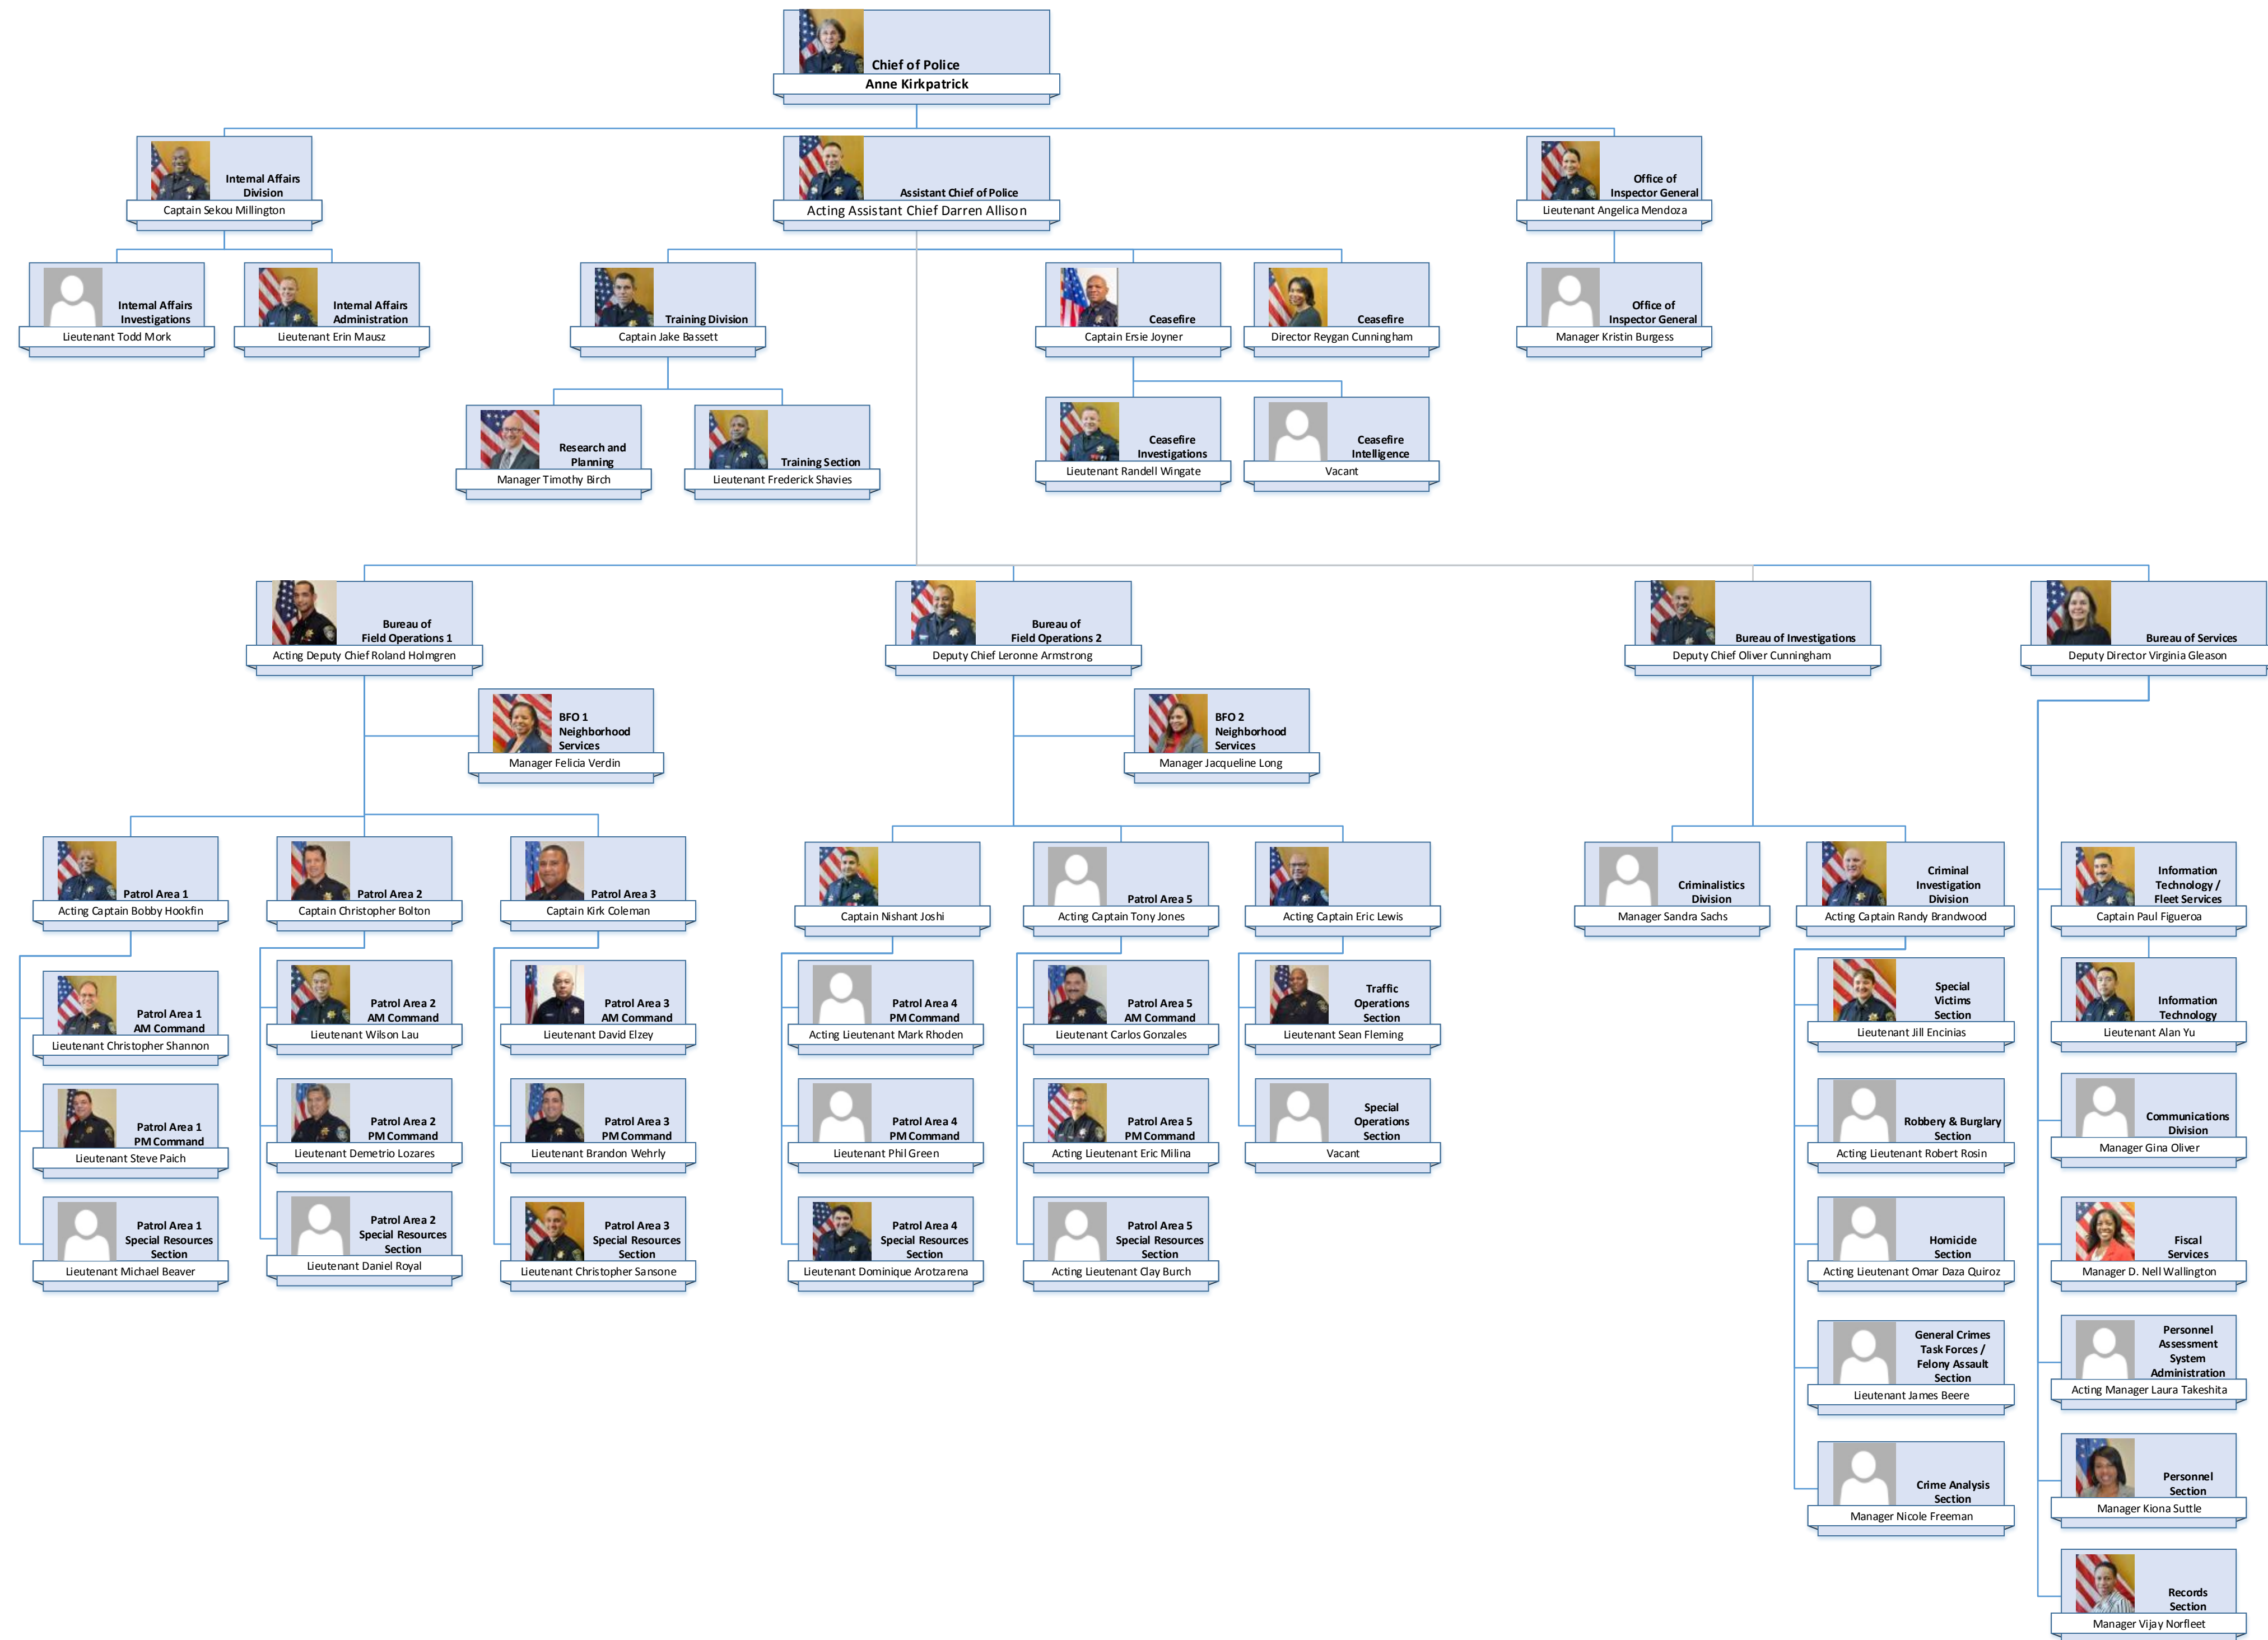 Chief of Police
Anne Kirkpatrick
Internal Affairs
Division
Captain Sekou Millington
Assistant Chief of Police
Acting Assistant Chief Darren Allison
Office of
Inspector General
Lieutenant Angelica Mendoza
Internal Affairs
Investigations
Lieutenant Todd Mork
Internal Affairs
Administration
Lieutenant Erin Mausz
Training Division
Captain Jake Bassett
Ceasefire
Captain Ersie Joyner
Ceasefire
Director Reygan Cunningham
Office of
Inspector General
Manager Kristin Burgess
Research and
Planning
Manager Timothy Birch
Training Section
Lieutenant Frederick Shavies
Ceasefire
Investigations
Lieutenant Randell Wingate
Ceasefire
Intelligence
Vacant
Bureau of
Field Operations 1
Acting Deputy Chief Roland Holmgren
Bureau of
Field Operations 2
Deputy Chief Leronne Armstrong
Bureau of Investigations
Deputy Chief Oliver Cunningham
Bureau of Services
Deputy Director Virginia Gleason
BFO 1
Neighborhood
Services
Manager Felicia Verdin
BFO 2
Neighborhood
Services
Manager Jacqueline Long
Patrol Area 1
Acting Captain Bobby Hookfin
Patrol Area 2
Captain Christopher Bolton
Patrol Area 3
Captain Kirk Coleman
Captain Nishant Joshi
Patrol Area 5
Acting Captain Tony Jones
Acting Captain Eric Lewis
Criminalistics
Division
Manager Sandra Sachs
Criminal
Investigation
Division
Acting Captain Randy Brandwood
Information
Technology /
Fleet Services
Captain Paul Figueroa
Patrol Area 1
AM Command
Lieutenant Christopher Shannon
Patrol Area 2
AM Command
Lieutenant Wilson Lau
Patrol Area 3
AM Command
Lieutenant David Elzey
Patrol Area 4
PM Command
Acting Lieutenant Mark Rhoden
Patrol Area 5
AM Command
Lieutenant Carlos Gonzales
Traffic
Operations
Section
Lieutenant Sean Fleming
Special
Victims
Section
Lieutenant Jill Encinias
Information
Technology
Lieutenant Alan Yu
Patrol Area 1
PM Command
Lieutenant Steve Paich
Patrol Area 2
PM Command
Lieutenant Demetrio Lozares
Patrol Area 3
PM Command
Lieutenant Brandon Wehrly
Patrol Area 4
PM Command
Lieutenant Phil Green
Patrol Area 5
PM Command
Acting Lieutenant Eric Milina
Special
Operations
Section
Vacant
Robbery & Burglary
Section
Acting Lieutenant Robert Rosin
Communications
Division
Manager Gina Oliver
Patrol Area 1
Special Resources
Section
Lieutenant Michael Beaver
Patrol Area 2
Special Resources
Section
Lieutenant Daniel Royal
Patrol Area 3
Special Resources
Section
Lieutenant Christopher Sansone
Patrol Area 4
Special Resources
Section
Lieutenant Dominique Arotzarena
Patrol Area 5
Special Resources
Section
Acting Lieutenant Clay Burch
Homicide
Section
Acting Lieutenant Omar Daza Quiroz
Fiscal
Services
Manager D. Nell Wallington
General Crimes
Task Forces /
Felony Assault
Section
Lieutenant James Beere
Personnel
Assessment
System
Administration
Acting Manager Laura Takeshita
Crime Analysis
Section
Manager Nicole Freeman
Personnel
Section
Manager Kiona Suttle
Records
Section
Manager Vijay Norfleet